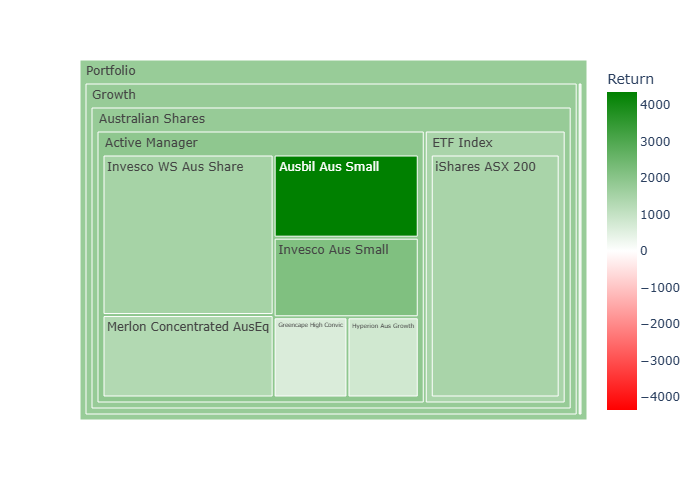 Portfolio
Growth
Australian Shares
Active Manager
ETF Index
Invesco WS Aus Share
Ausbil Aus Small
iShares ASX 200
Invesco Aus Small
Merlon Concentrated AusEq
Greencape High Convic
Hyperion Aus Growth
Return
4000
3000
2000
1000
0
−1000
−2000
−3000
−4000